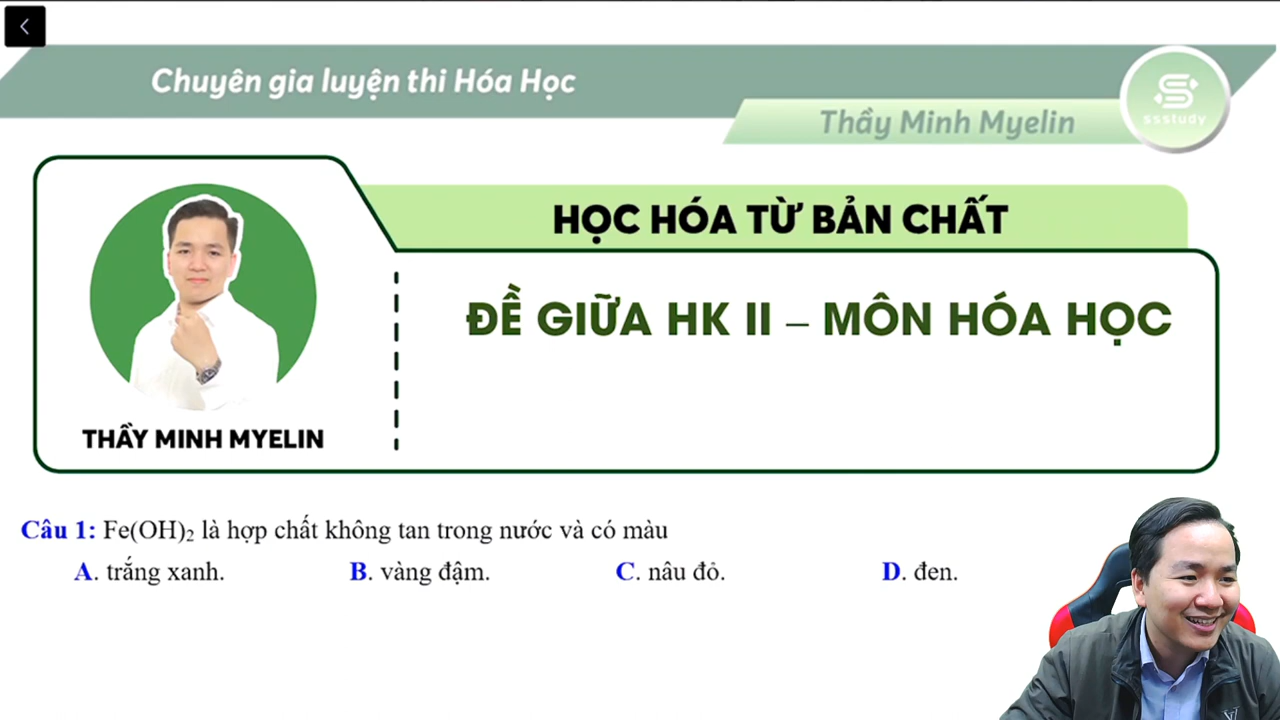 Chuyên gia luyện thi Hóa Học
Thầy Minh Myelin
ssstudy
HỌC HÓA TỪ BẢN CHẤT
ĐỀ GIỮA HK II – MÔN HÓA HỌC
THẦY MINH MYELIN
Câu 1: Fe(OH)₂ là hợp chất không tan trong nước và có màu
A. trắng xanh. B. vàng đậm. C. nâu đỏ. D. đen.